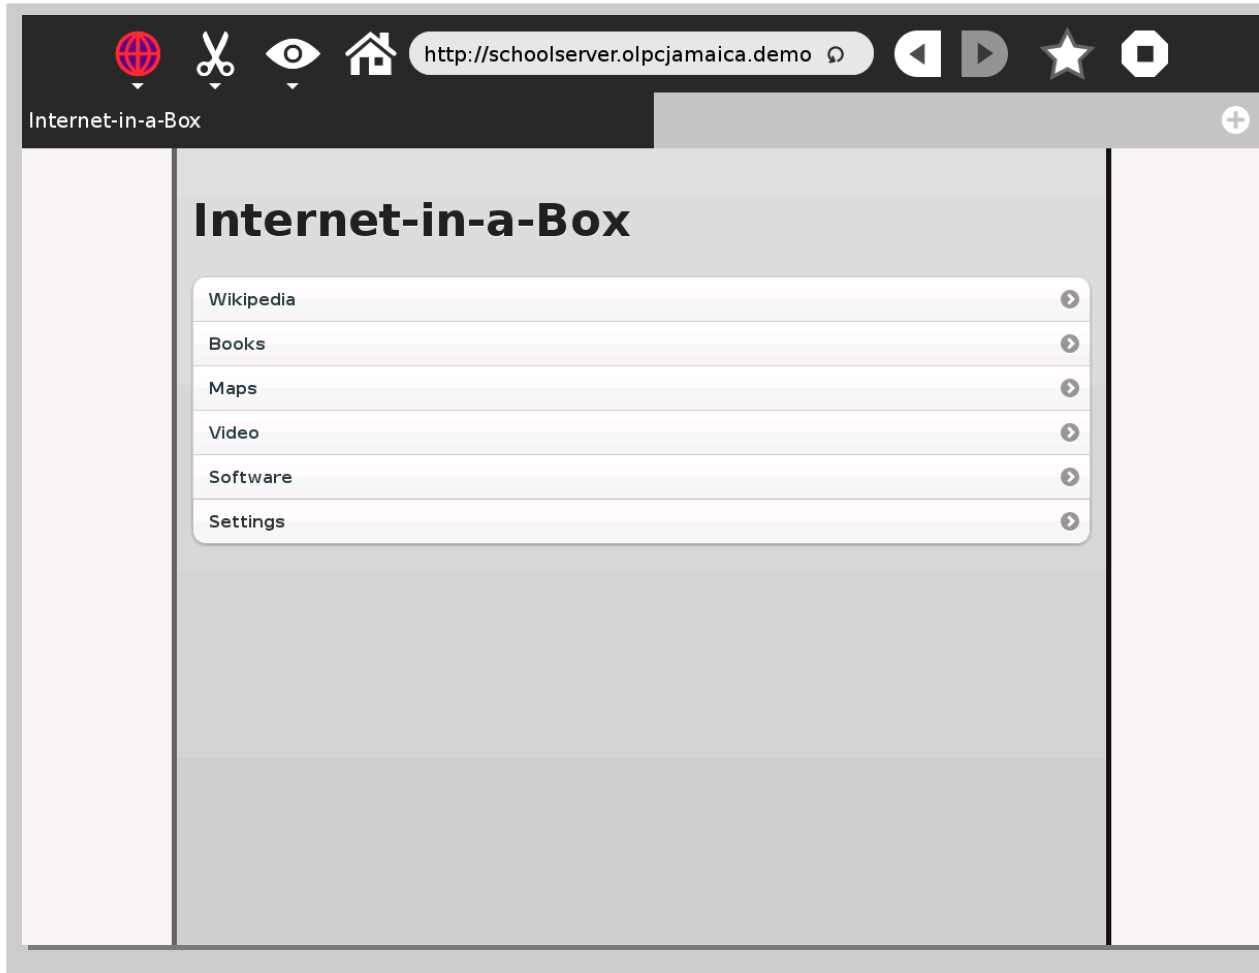 http://schoolserver.olpcjamaica.demo
Internet-in-a-Box
Internet-in-a-Box
Wikipedia
Books
Maps
Video
Software
Settings